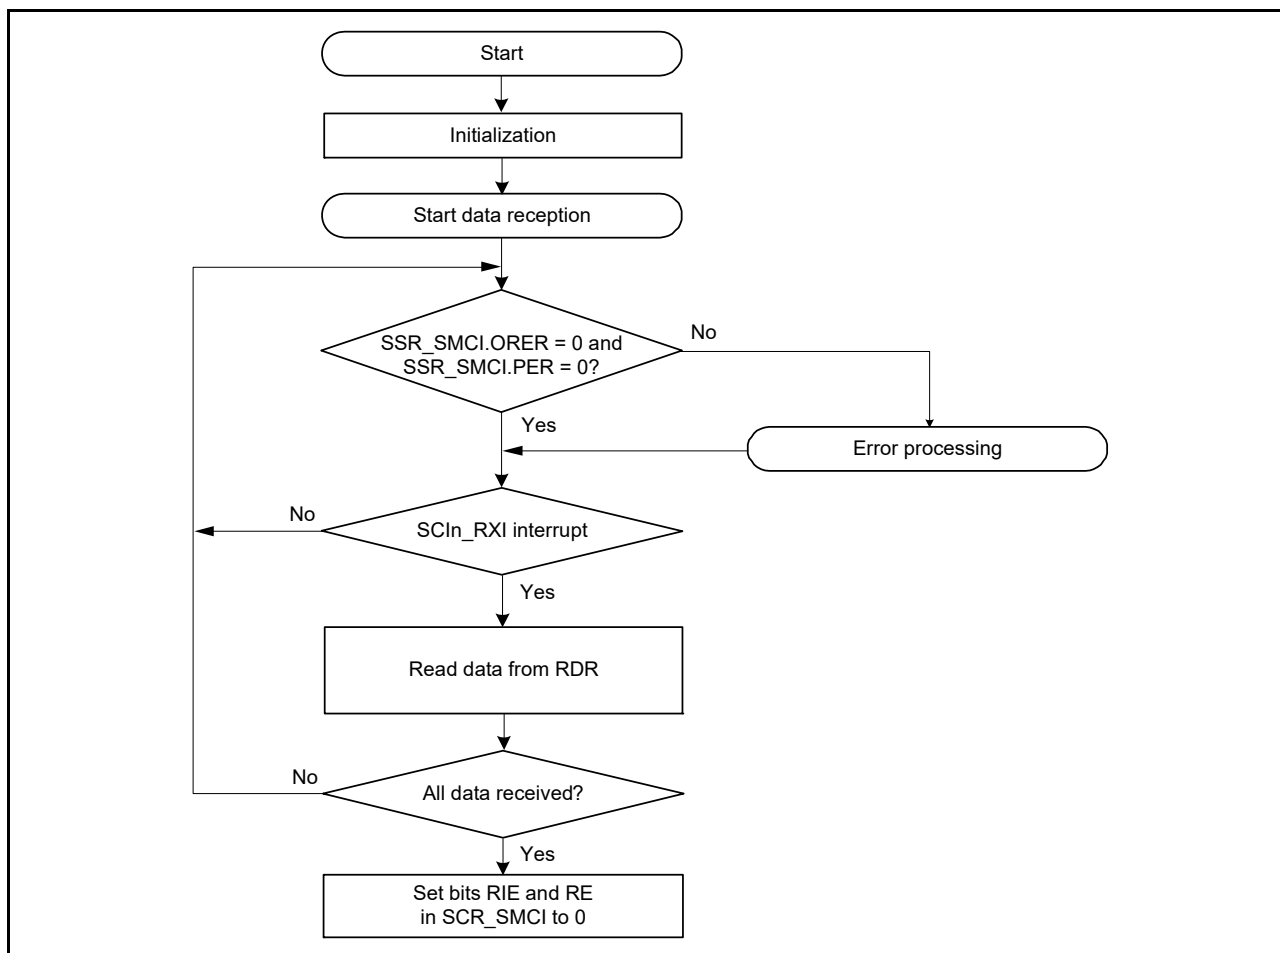 Start
Initialization
Start data reception
SSR_SMCI.ORER = 0 and
SSR_SMCI.PER = 0?
No
Yes
Error processing
SCIn_RXI interrupt
No
Yes
Read data from RDR
All data received?
No
Yes
Set bits RIE and RE
in SCR_SMCI to 0